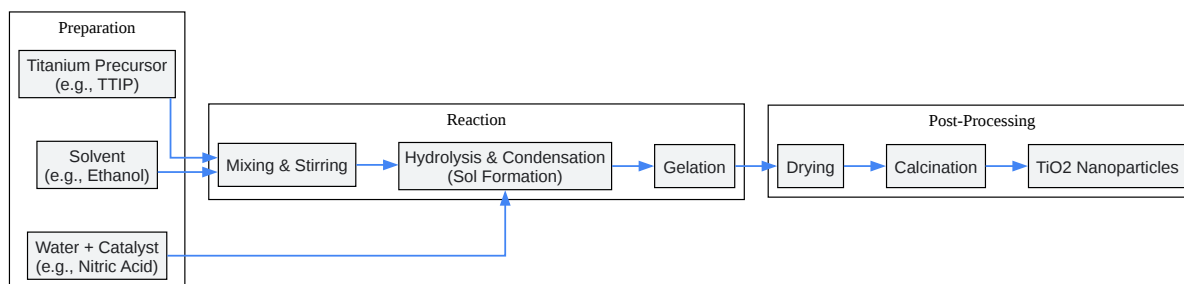 Preparation
Titanium Precursor
(e.g., TTIP)
Solvent
(e.g., Ethanol)
Water + Catalyst
(e.g., Nitric Acid)
Reaction
Mixing & Stirring
Hydrolysis & Condensation
(Sol Formation)
Gelation
Post-Processing
Drying
Calcination
TiO2 Nanoparticles